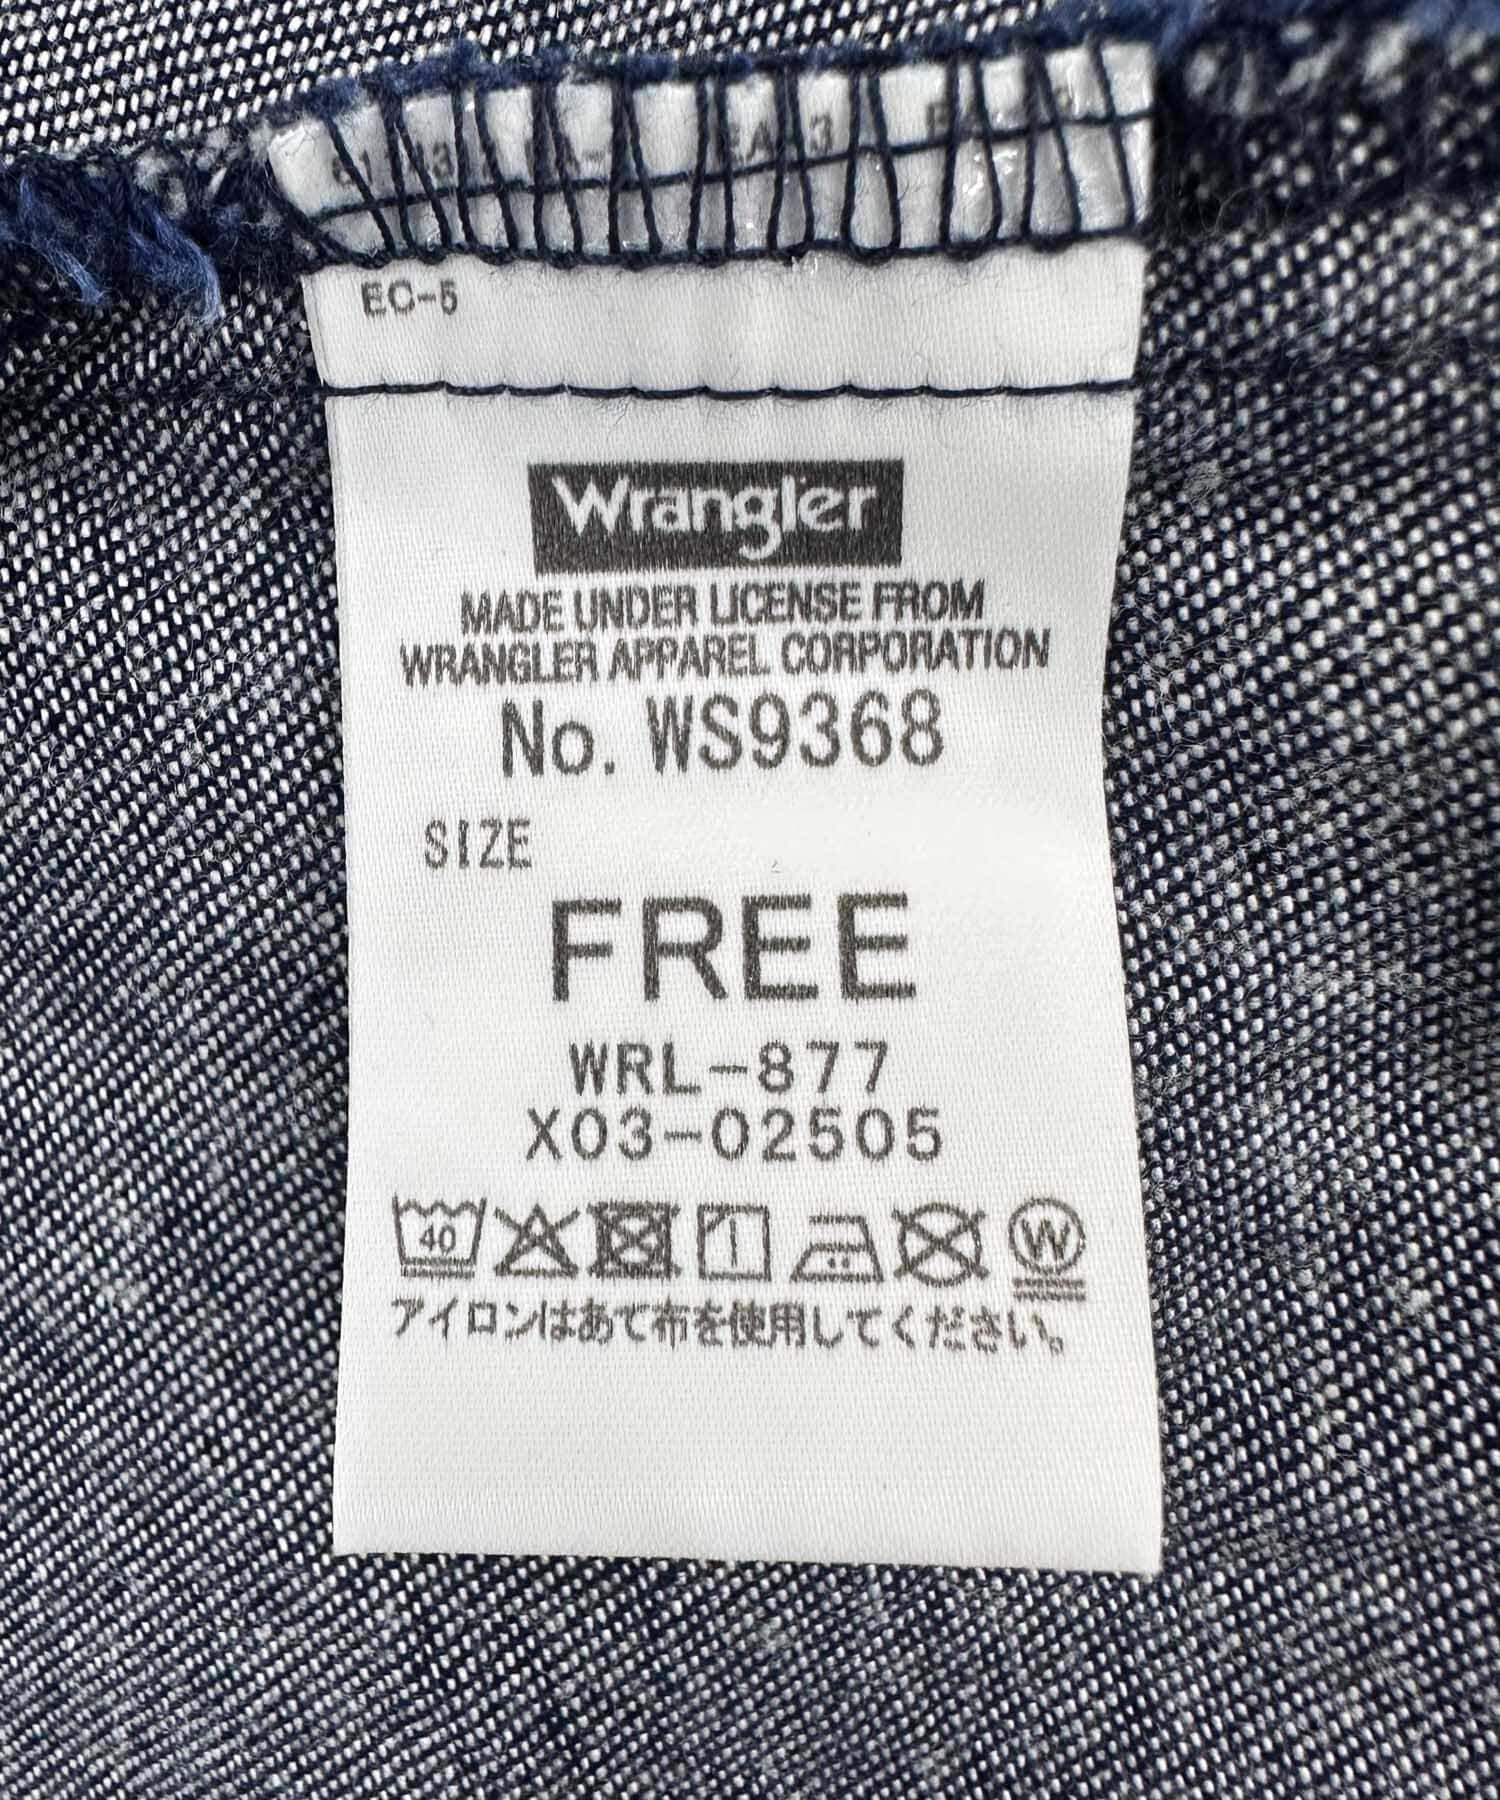 EC-5
Wrangler
MADE UNDER LICENSE FROM
WRANGLER APPAREL CORPORATION
No. WS9368
SIZE
FREE
WRL-877
X03-02505
40 W
アイロンはあて布を使用してください。